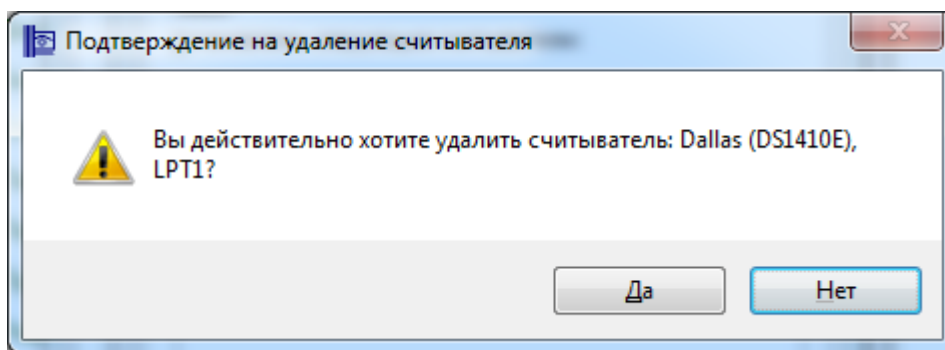 Подтверждение на удаление считывателя
Вы действительно хотите удалить считыватель: Dallas (DS1410E),
LPT1?
Да
Нет